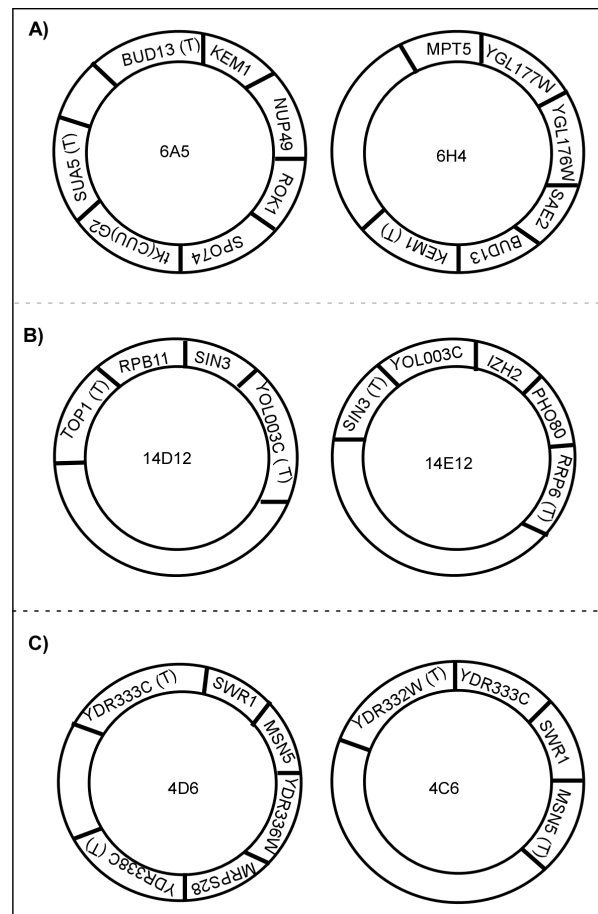 A)
BUD13 (T)
KEM1
NUP49
ROK1
SPO74
tK(CUU)G2
SUA5 (T)
6A5
MPT5
YGL177W
YGL176W
SAE2
BUD13
KEM1 (T)
6H4
B)
TOP1 (T)
RPB11
SIN3
YOL003C ( T)
14D12
SIN3 (T)
YOL003C
IZH2
PHO80
RRP6 (T)
14E12
C)
YDR333C (T)
SWR1
MSN5
YDR336W
MRPS28
YDR338C (T)
4D6
YDR332W (T)
YDR333C
SWR1
MSN5 (T)
4C6